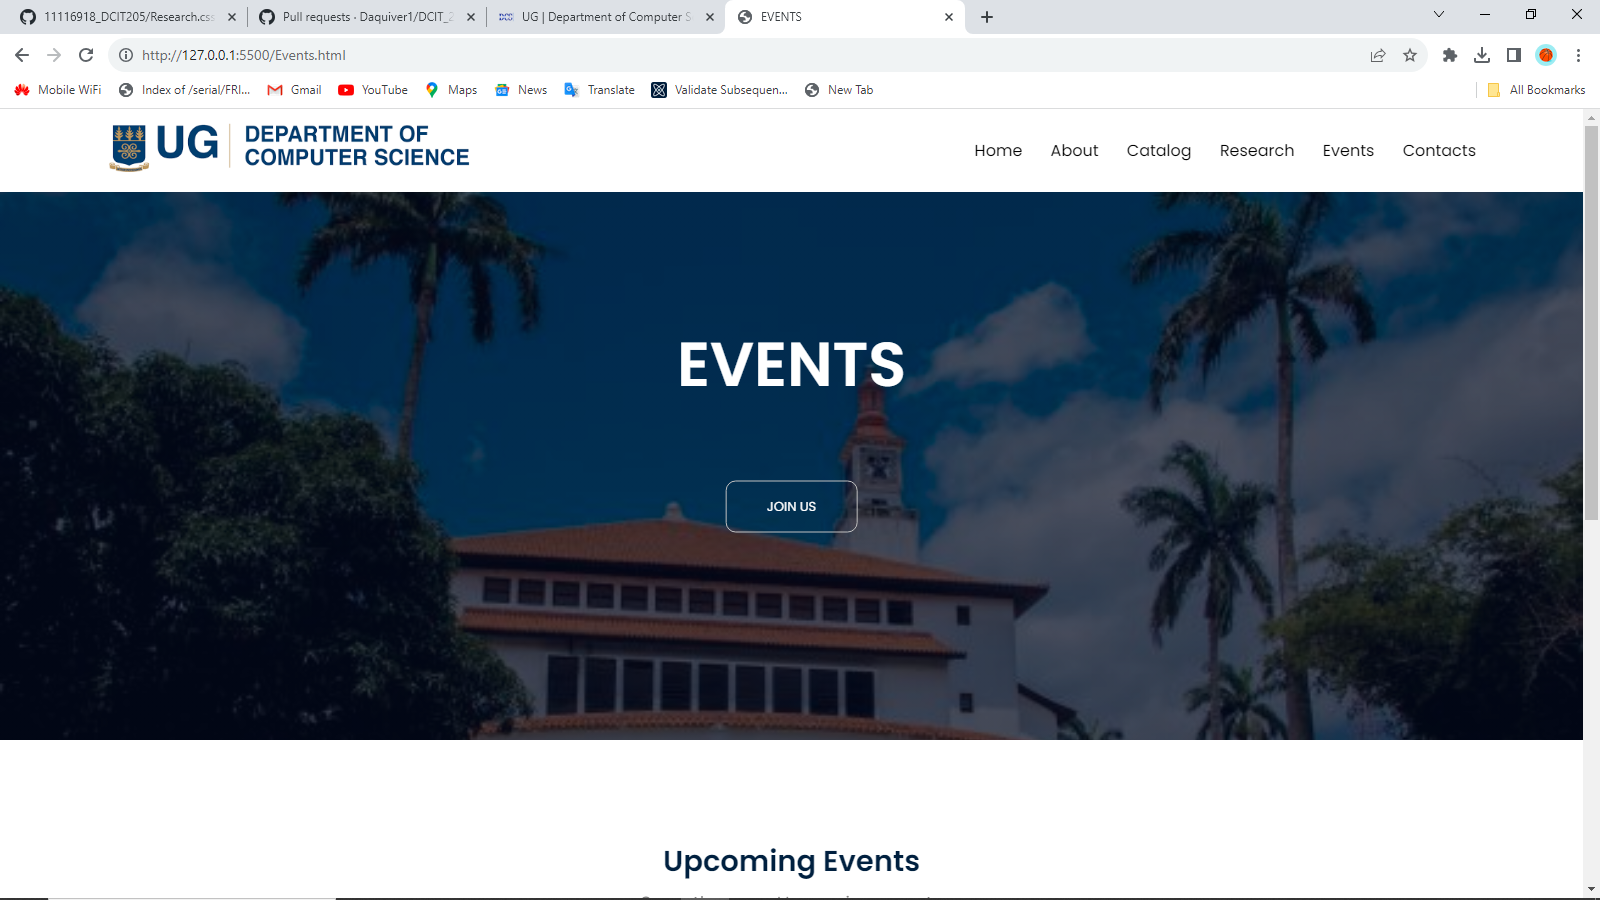 11116918_DCIT205/Research.css
Pull requests · Daquiver1/DCIT_2
UG | Department of Computer S
EVENTS
http://127.0.0.1:5500/Events.html
Mobile WiFi
Index of /serial/FRI...
Gmail
YouTube
Maps
News
Translate
Validate Subsequen...
New Tab
All Bookmarks
UG
DEPARTMENT OF
COMPUTER SCIENCE
Home
About
Catalog
Research
Events
Contacts
EVENTS
JOIN US
Upcoming Events